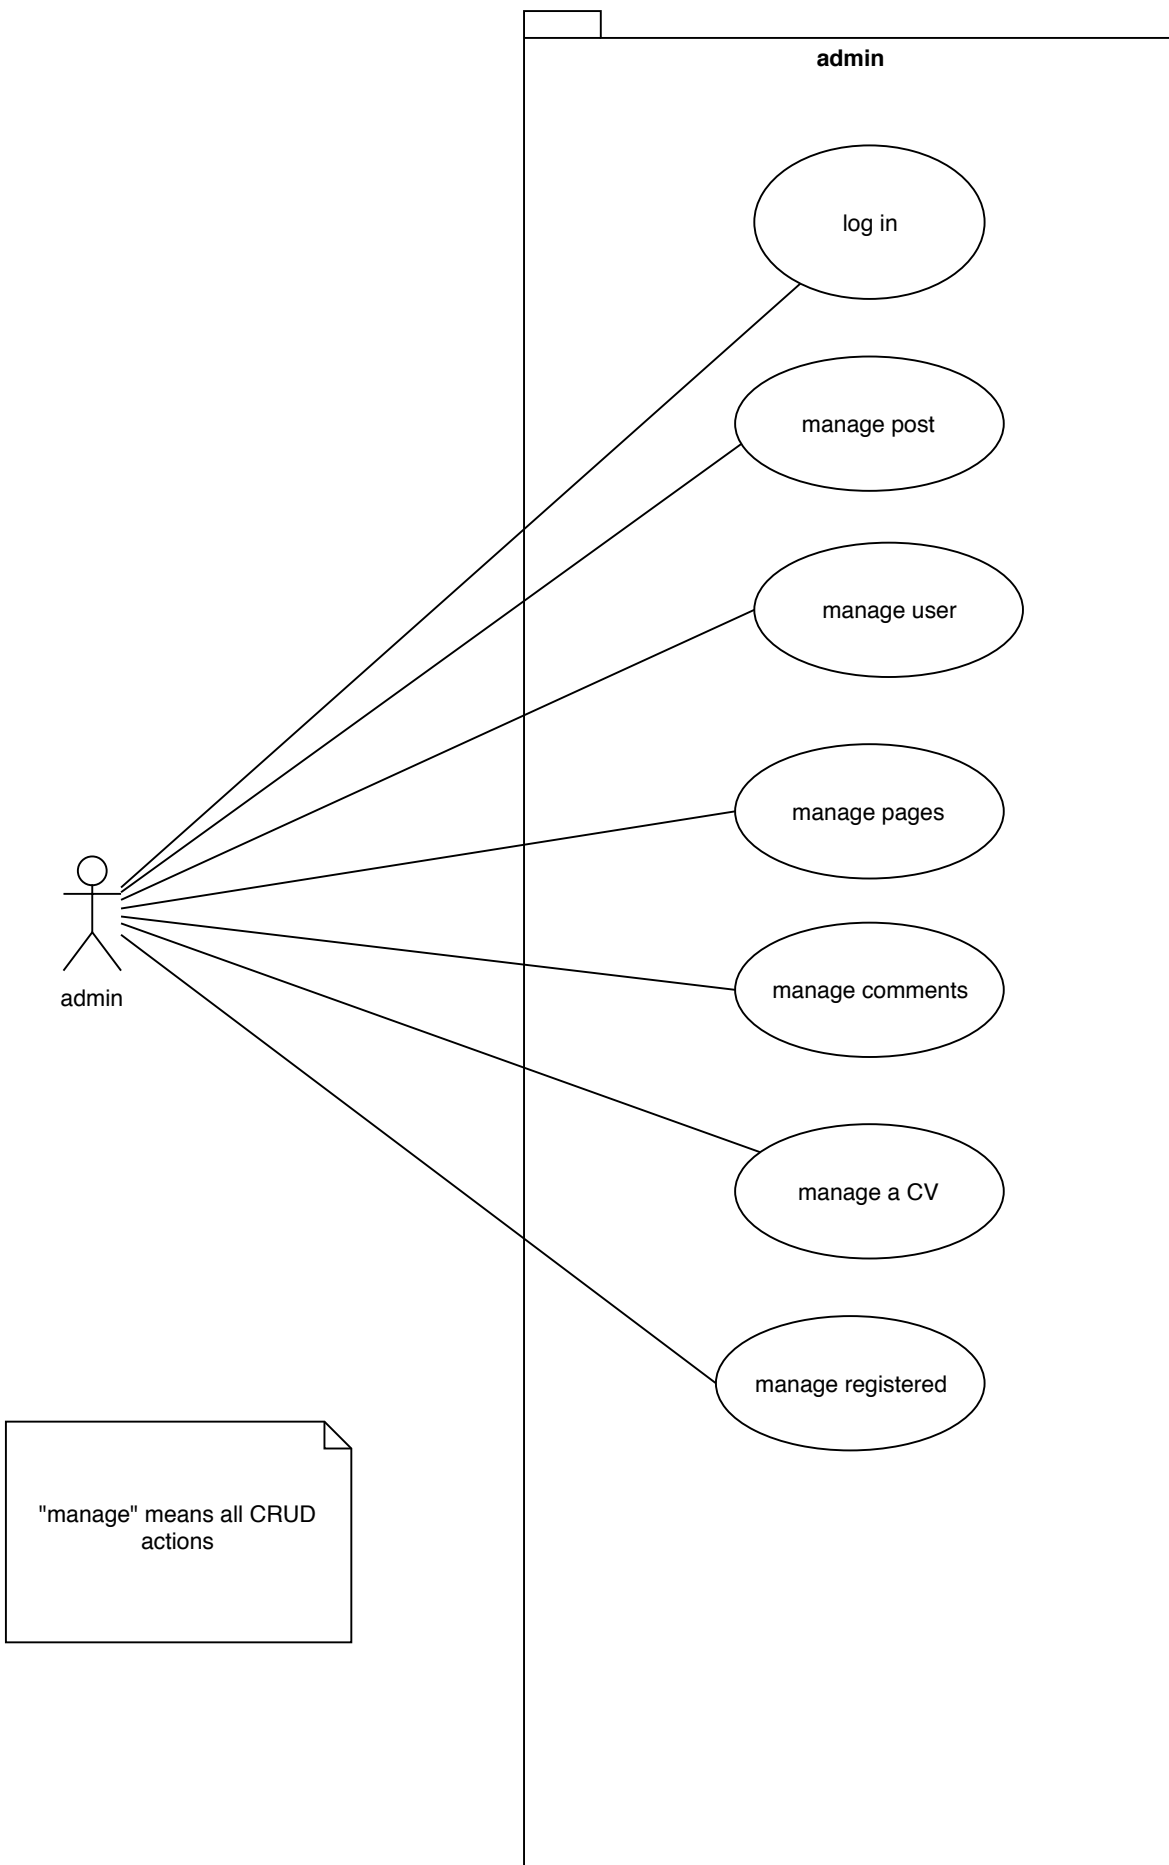 admin
log in
manage post
manage user
manage pages
admin
manage comments
manage a CV
manage registered
"manage" means all CRUD
actions